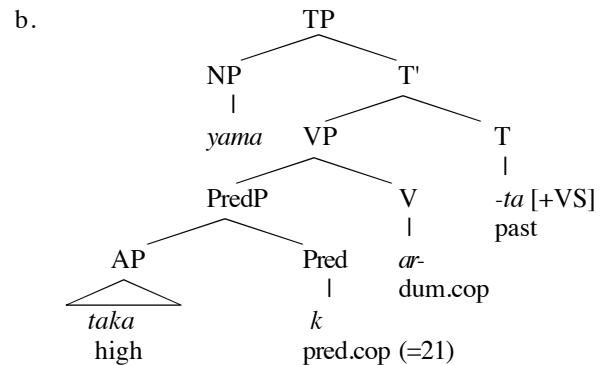 b. TP
NP T'
yama VP T
PredP V -ta [+VS]
past
AP Pred ar-
dum.cop
taka k
high pred.cop (=21)